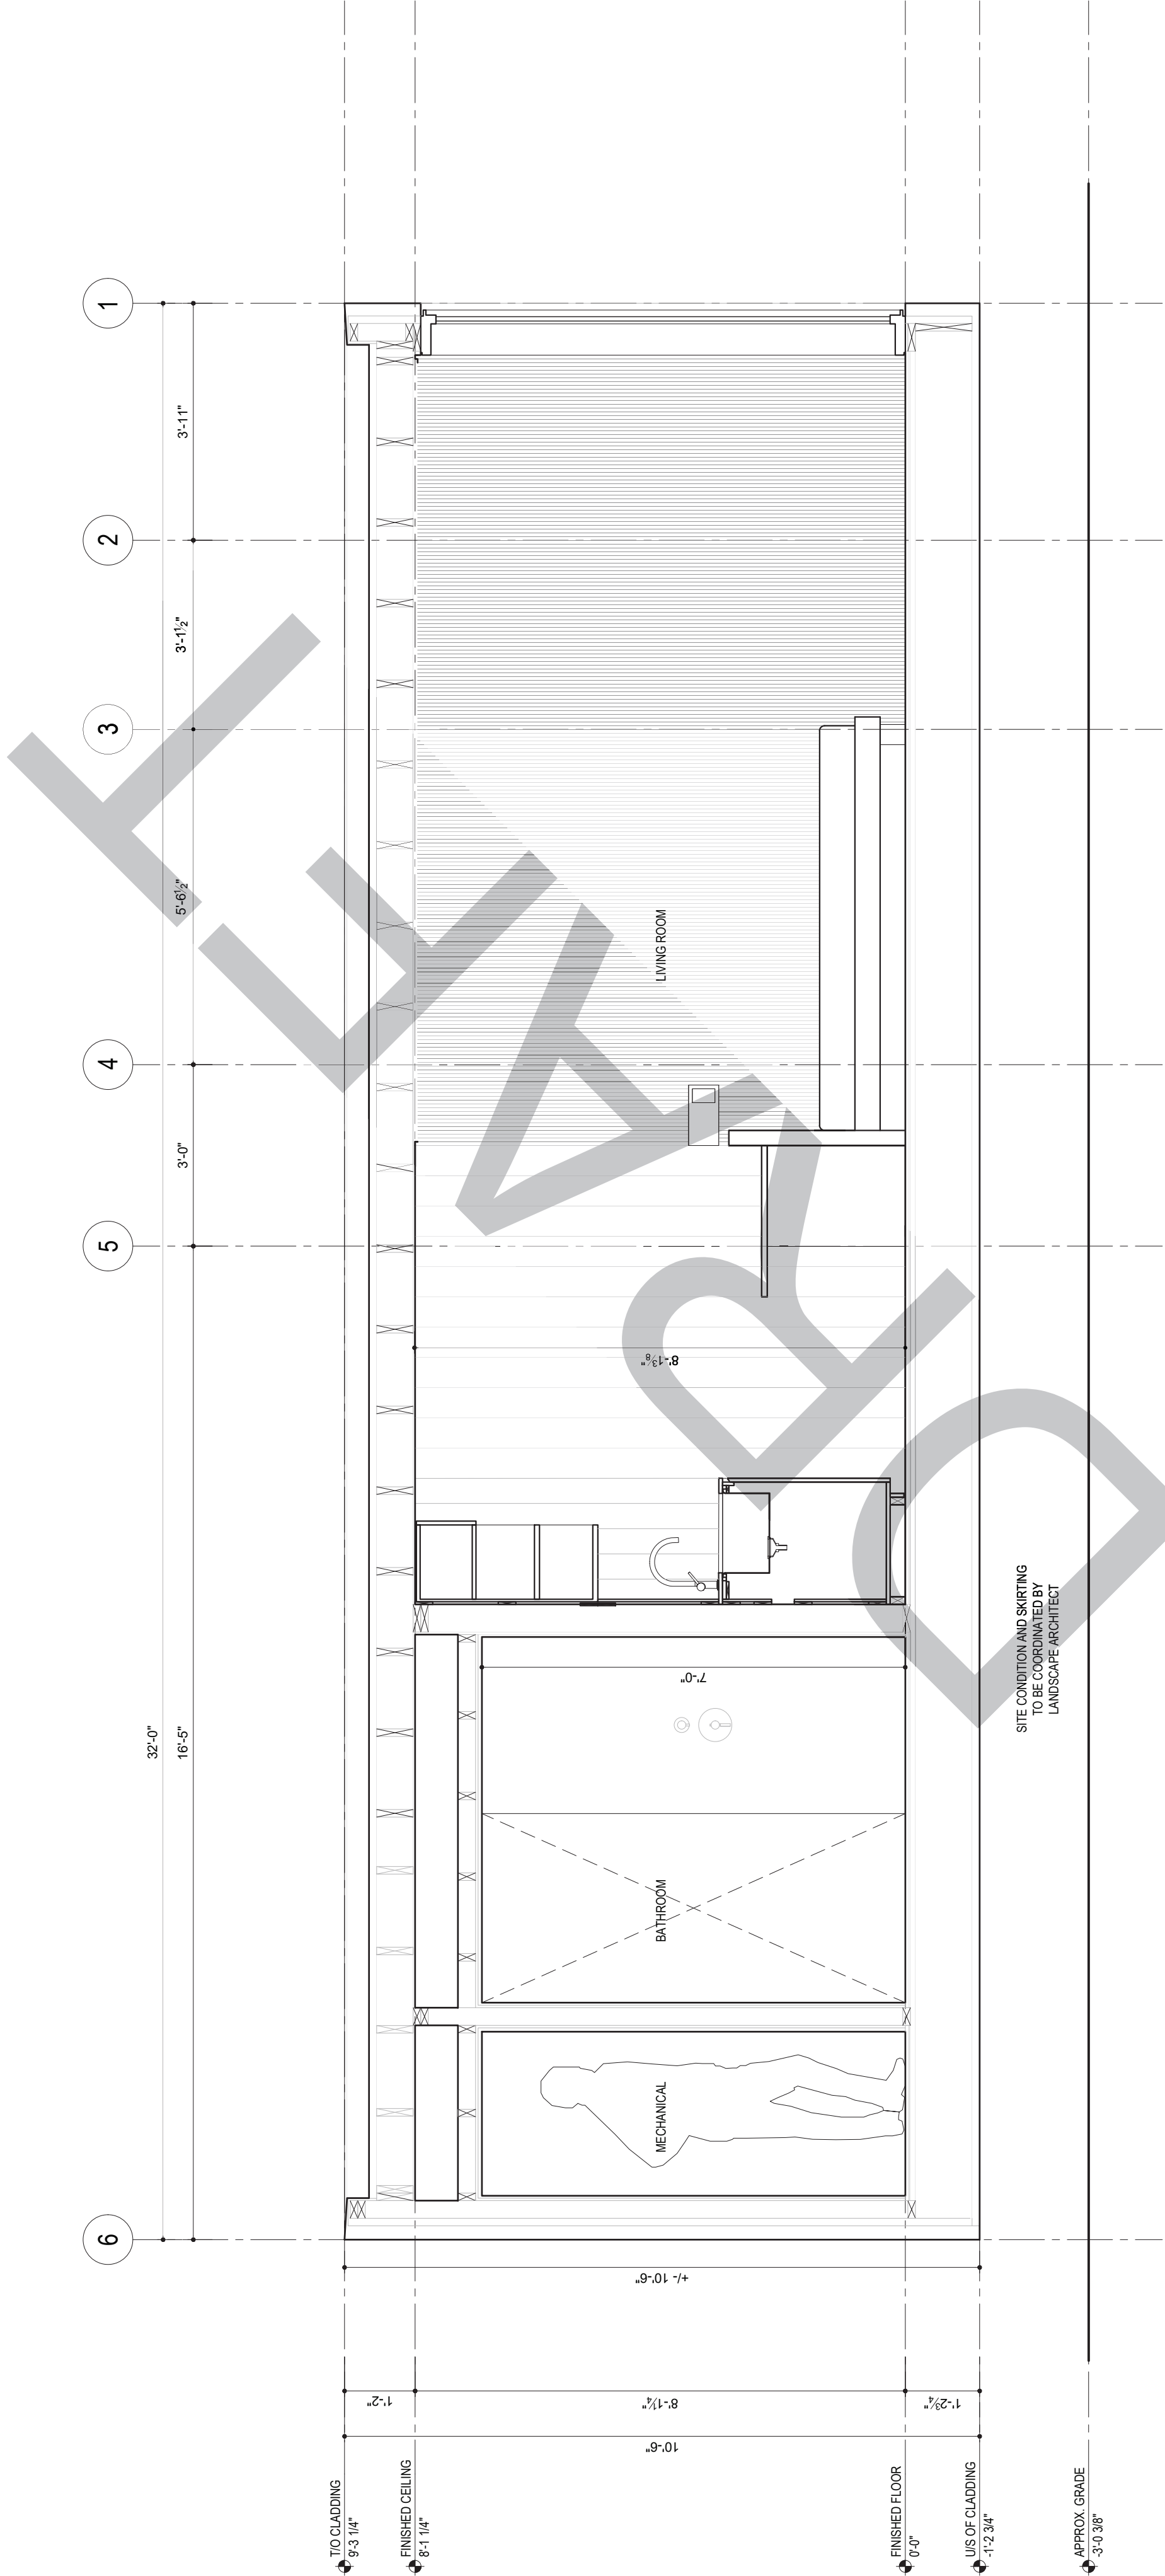 6
5
4
3
2
1
32'-0"
16'-5"
3'-0"
5'-6½"
3'-1½"
3'-11"
T/O CLADDING
9'-3 1/4"
FINISHED CEILING
8'-1 1/4"
FINISHED FLOOR
0'-0"
U/S OF CLADDING
-1'-2 3/4"
APPROX. GRADE
-3'-0 3/8"
10'-6"
1'-2"
8'-1¼"
1'-2¾"
+/- 10'-6"
MECHANICAL
BATHROOM
7'-0"
8'-1⅜"
LIVING ROOM
SITE CONDITION AND SKIRTING
TO BE COORDINATED BY
LANDSCAPE ARCHITECT
DRAFT